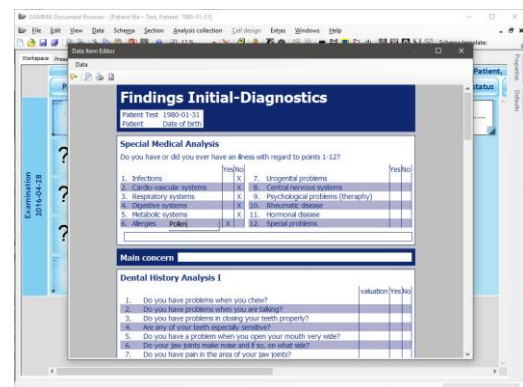 GAMMA Document Browser - [Patient file - Test, Patient, 1980-01-31]
File Edit View Data Schema Section Analysis collection Cell design Extras Windows Help
Schema template:
Workspace
Data Item Editor
Data
Properties
Defaults
Patient,
status
Examination
2016-04-28
?
?
?
Findings Initial-Diagnostics
Patient Test 1980-01-31
Patient Date of birth
Special Medical Analysis
Do you have or did you ever have an illness with regard to points 1-12?
Yes No Yes No
1. Infections X 7. Urogenital problems
2. Cardio-vascular systems X 8. Central nervous systems
3. Respiratory systems X 9. Psychological problems (theraphy)
4. Digestive systems X 10. Rheumatic disease
5. Metabolic systems X 11. Hormonal disease
6. Allergies Pollen X 12. Special problems
Main concern
Dental History Analysis I
valuation Yes No
1. Do you have problems when you chew?
2. Do you have problems when you are talking?
3. Do you have problems in closing your teeth properly?
4. Are any of your teeth especially sensitive?
5. Do you have a problem when you open your mouth very wide?
6. Do your jaw joints make noise and if so, on what side?
7. Do you have pain in the area of your jaw joints?